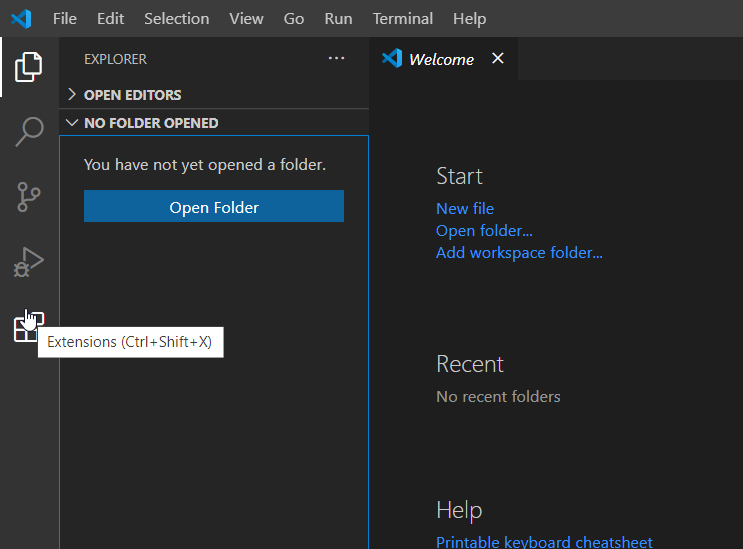 File Edit Selection View Go Run Terminal Help
EXPLORER
OPEN EDITORS
NO FOLDER OPENED
You have not yet opened a folder.
Open Folder
Extensions (Ctrl+Shift+X)
Welcome
Start
New file
Open folder...
Add workspace folder...
Recent
No recent folders
Help
Printable keyboard cheatsheet